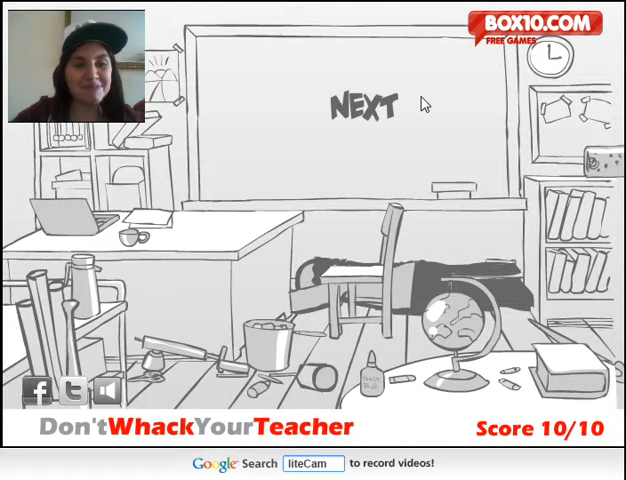 BOX10.COM
FREE GAMES
NEXT
Don'tWhackYourTeacher
Score 10/10
Google Search liteCam to record videos!